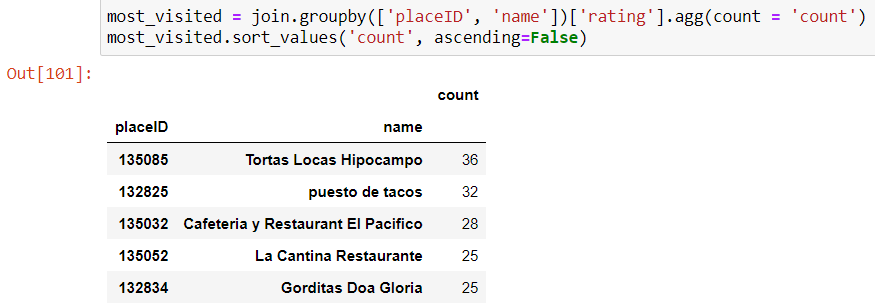 most_visited = join.groupby(['placeID', 'name'])['rating'].agg(count = 'count')
most_visited.sort_values('count', ascending=False)
Out[101]:
count
placeID name
135085 Tortas Locas Hipocampo 36
132825 puesto de tacos 32
135032 Cafeteria y Restaurant El Pacifico 28
135052 La Cantina Restaurante 25
132834 Gorditas Doa Gloria 25